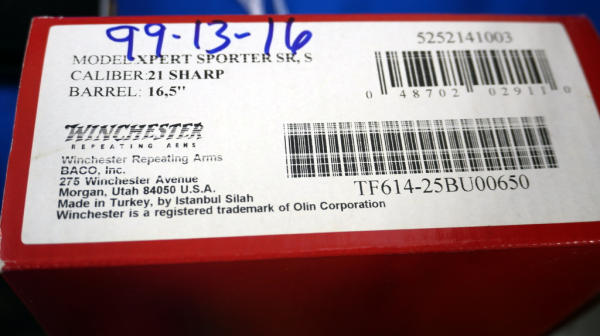 99-13-16
5252141003
MODEL: XPERT SPORTER SR, S
CALIBER: 21 SHARP
BARREL: 16,5"
0 48702 02911 0
WINCHESTER
REPEATING ARMS
Winchester Repeating Arms
BACO, Inc.
275 Winchester Avenue
Morgan, Utah 84050 U.S.A.
Made in Turkey, by Istanbul Silah
Winchester is a registered trademark of Olin Corporation
TF614-25BU00650